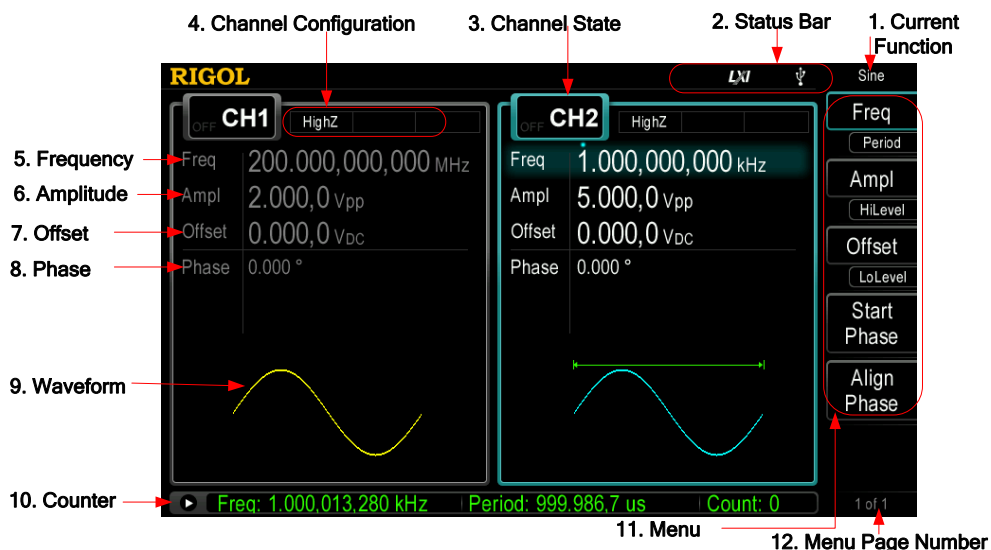 4. Channel Configuration
3. Channel State
2. Status Bar
1. Current Function
RIGOL
LXI
Sine
OFF CH1
HighZ
Freq 200.000,000,000 MHz
Ampl 2.000,0 Vpp
Offset 0.000,0 VDC
Phase 0.000 °
OFF CH2
HighZ
Freq 1.000,000,000 kHz
Ampl 5.000,0 Vpp
Offset 0.000,0 VDC
Phase 0.000 °
Freq
Period
Ampl
HiLevel
Offset
LoLevel
Start
Phase
Align
Phase
5. Frequency
6. Amplitude
7. Offset
8. Phase
9. Waveform
10. Counter
Freq: 1.000,013,280 kHz Period: 999.986,7 us Count: 0
1 of 1
11. Menu
12. Menu Page Number